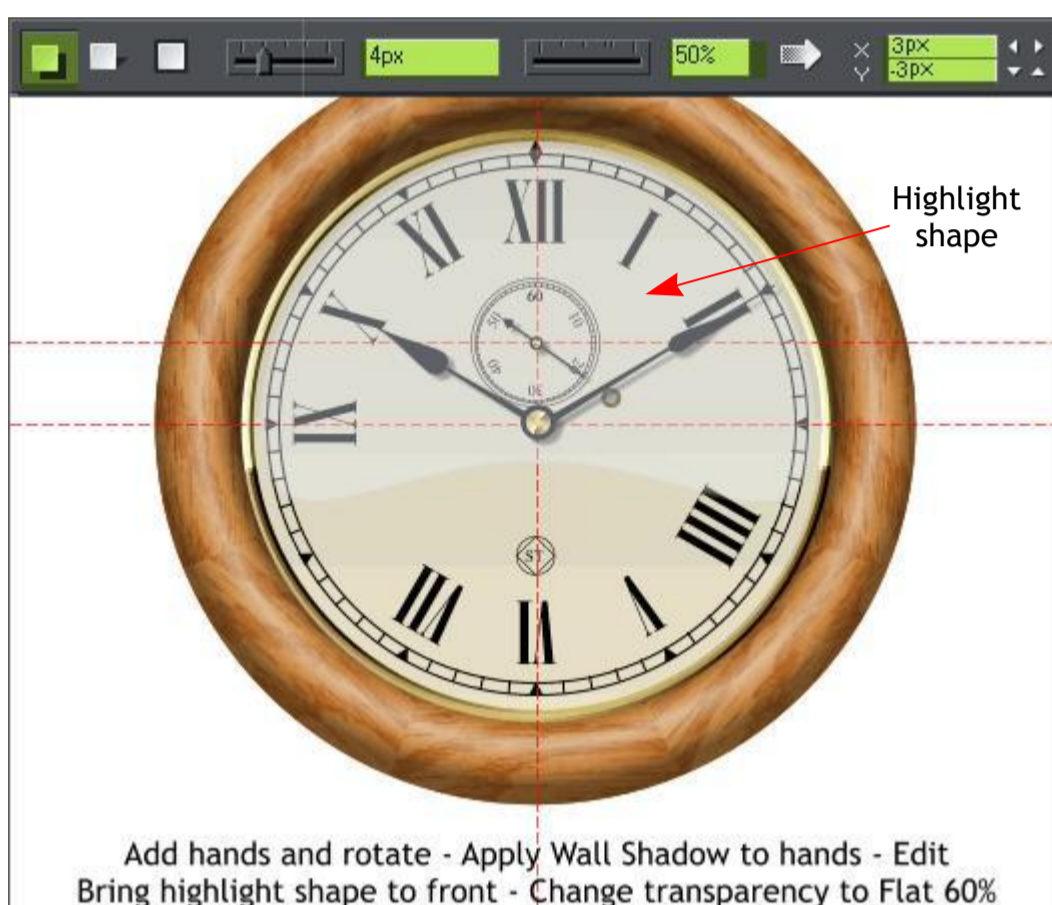 4px
50%
X 3px
Y -3px
Highlight
shape
XII
XI
I
X
II
60
50
10
40
20
30
IX
IIII
ST
VII
V
VI
Add hands and rotate - Apply Wall Shadow to hands - Edit
Bring highlight shape to front - Change transparency to Flat 60%